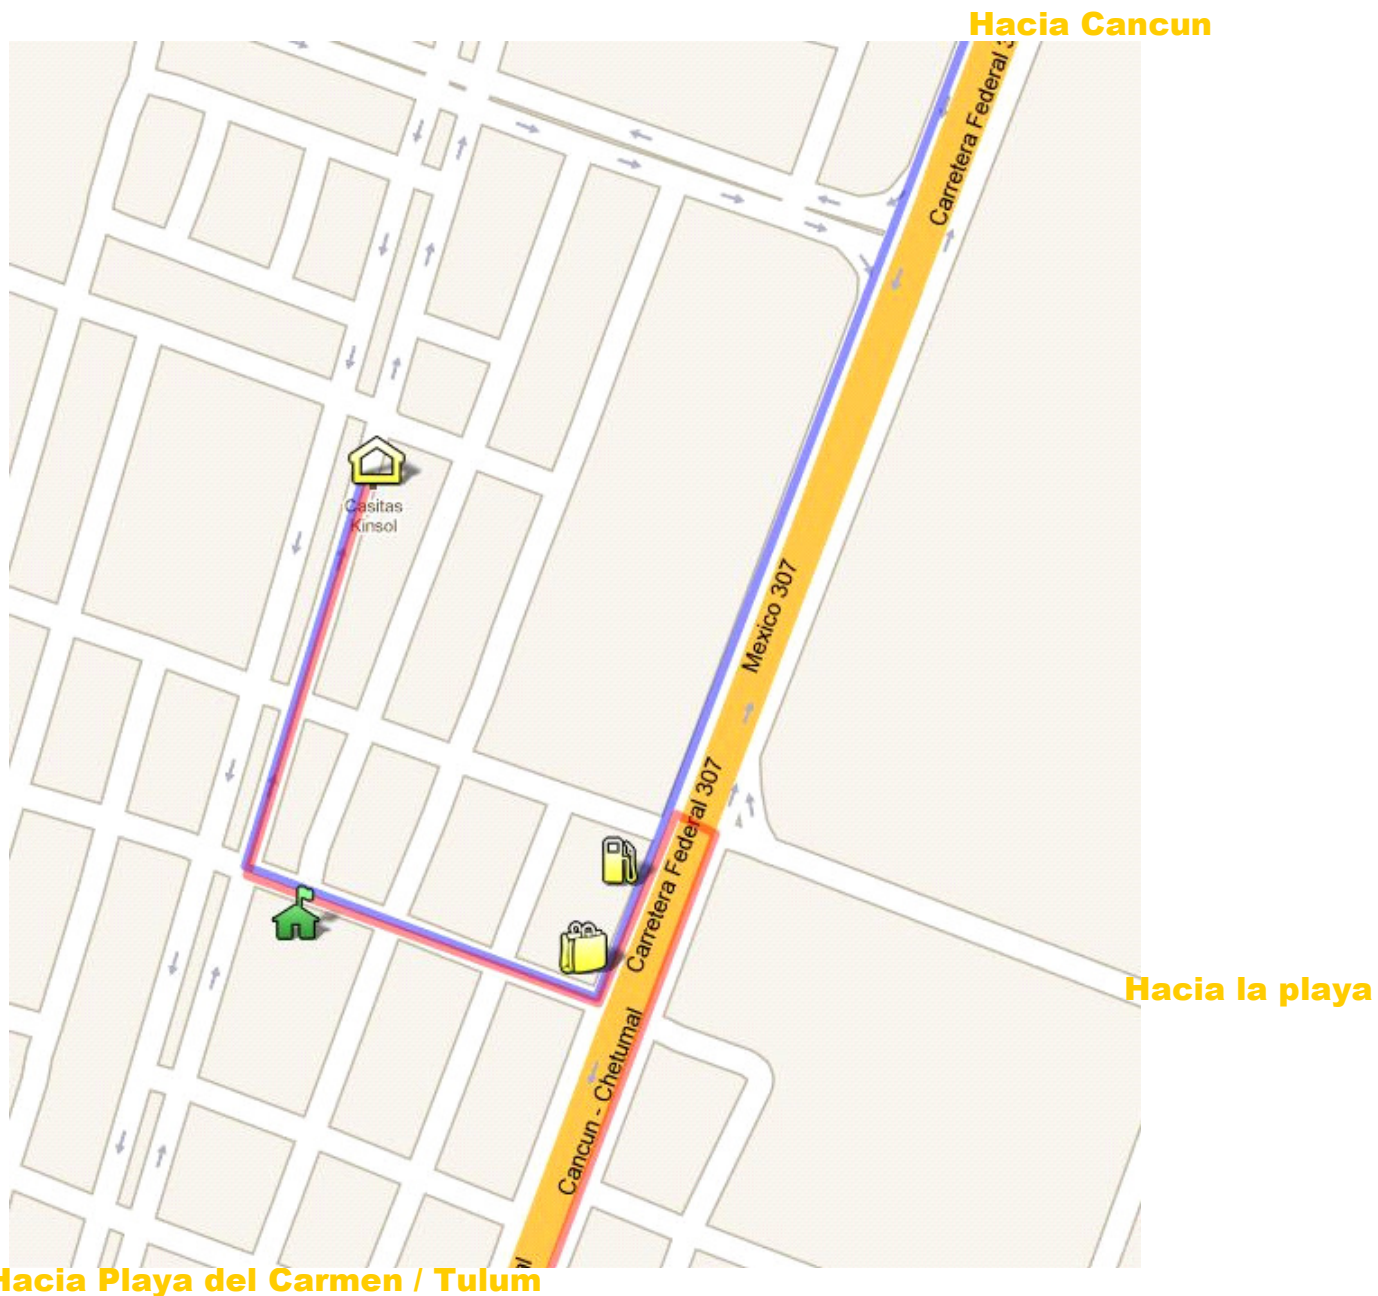 Hacia Cancun
Carretera Federal 3
Mexico 307
Casitas
Kinsol
Carretera Federal 307
Hacia la playa
Cancun - Chetumal
Hacia Playa del Carmen / Tulum